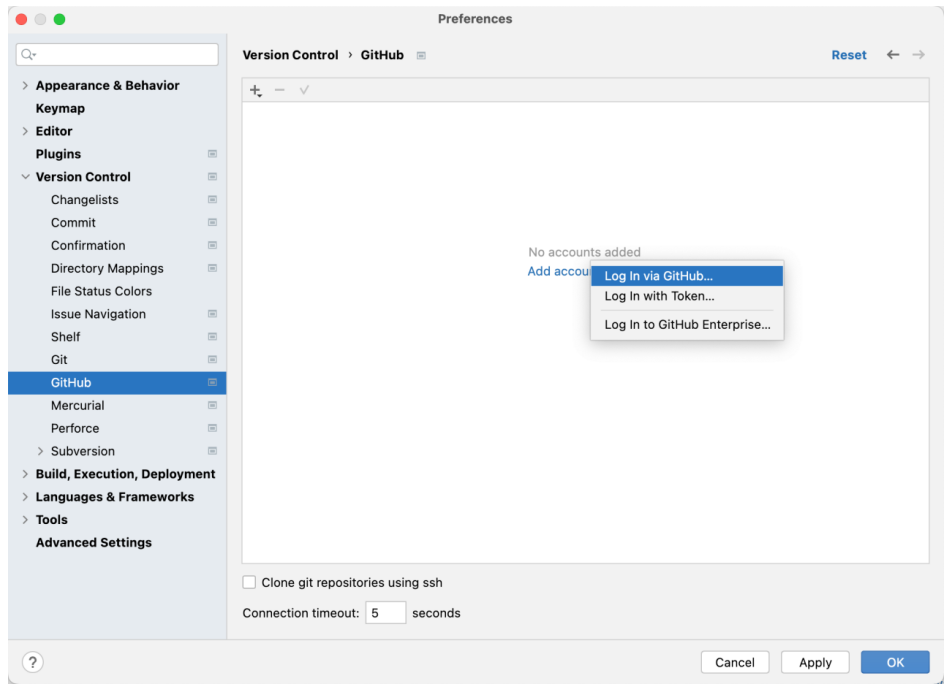 Preferences
Version Control › GitHub
Reset
Appearance & Behavior
Keymap
Editor
Plugins
Version Control
Changelists
Commit
Confirmation
Directory Mappings
File Status Colors
Issue Navigation
Shelf
Git
GitHub
Mercurial
Perforce
Subversion
Build, Execution, Deployment
Languages & Frameworks
Tools
Advanced Settings
No accounts added
Add accou
Log In via GitHub...
Log In with Token...
Log In to GitHub Enterprise...
Clone git repositories using ssh
Connection timeout: 5 seconds
?
Cancel
Apply
OK